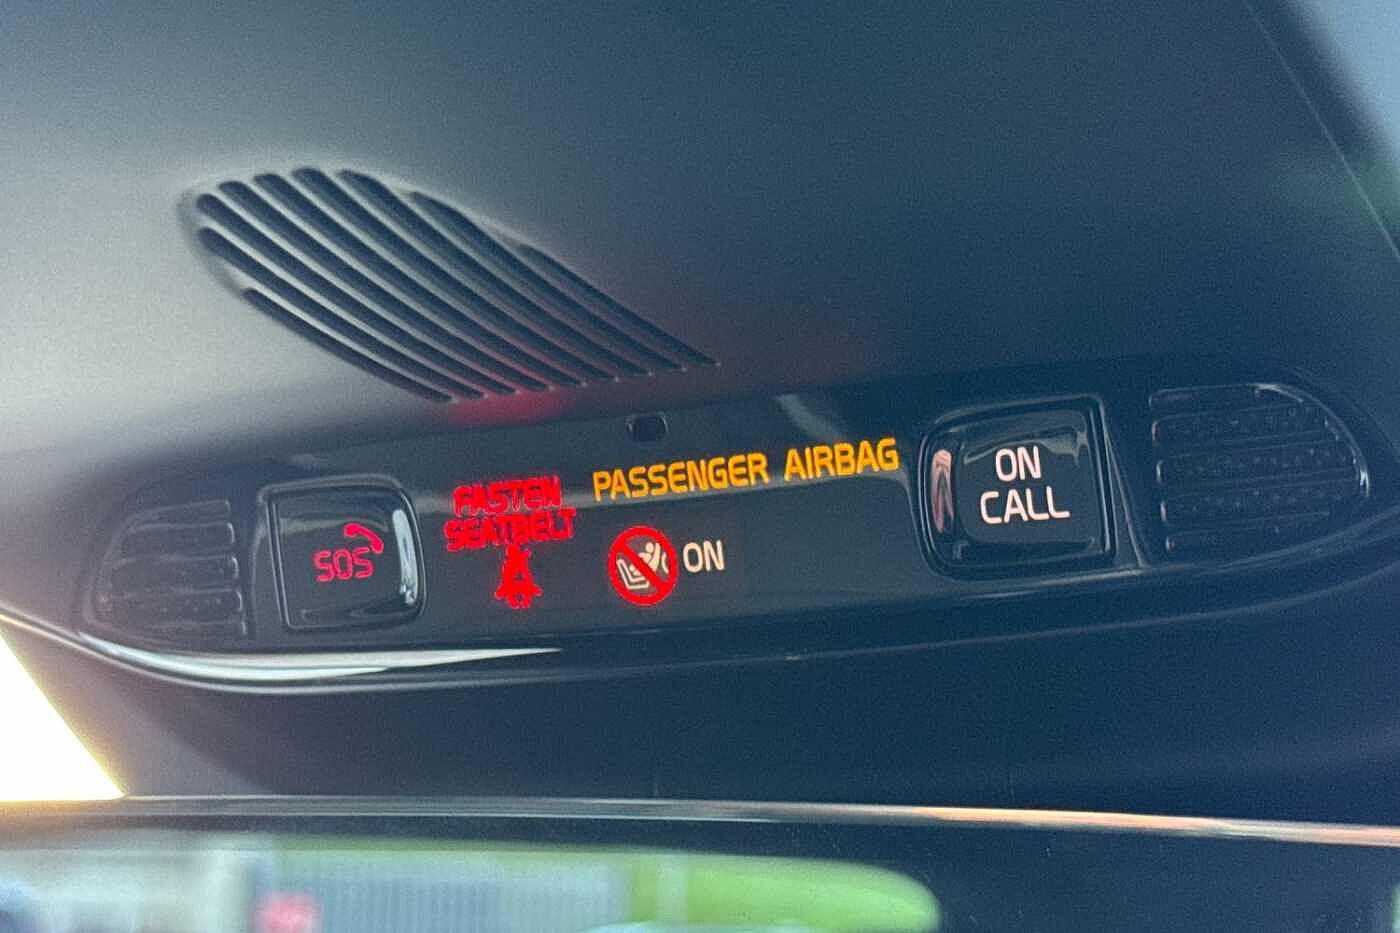 SOS
FASTEN
SEATBELT
PASSENGER AIRBAG
ON
ON
CALL